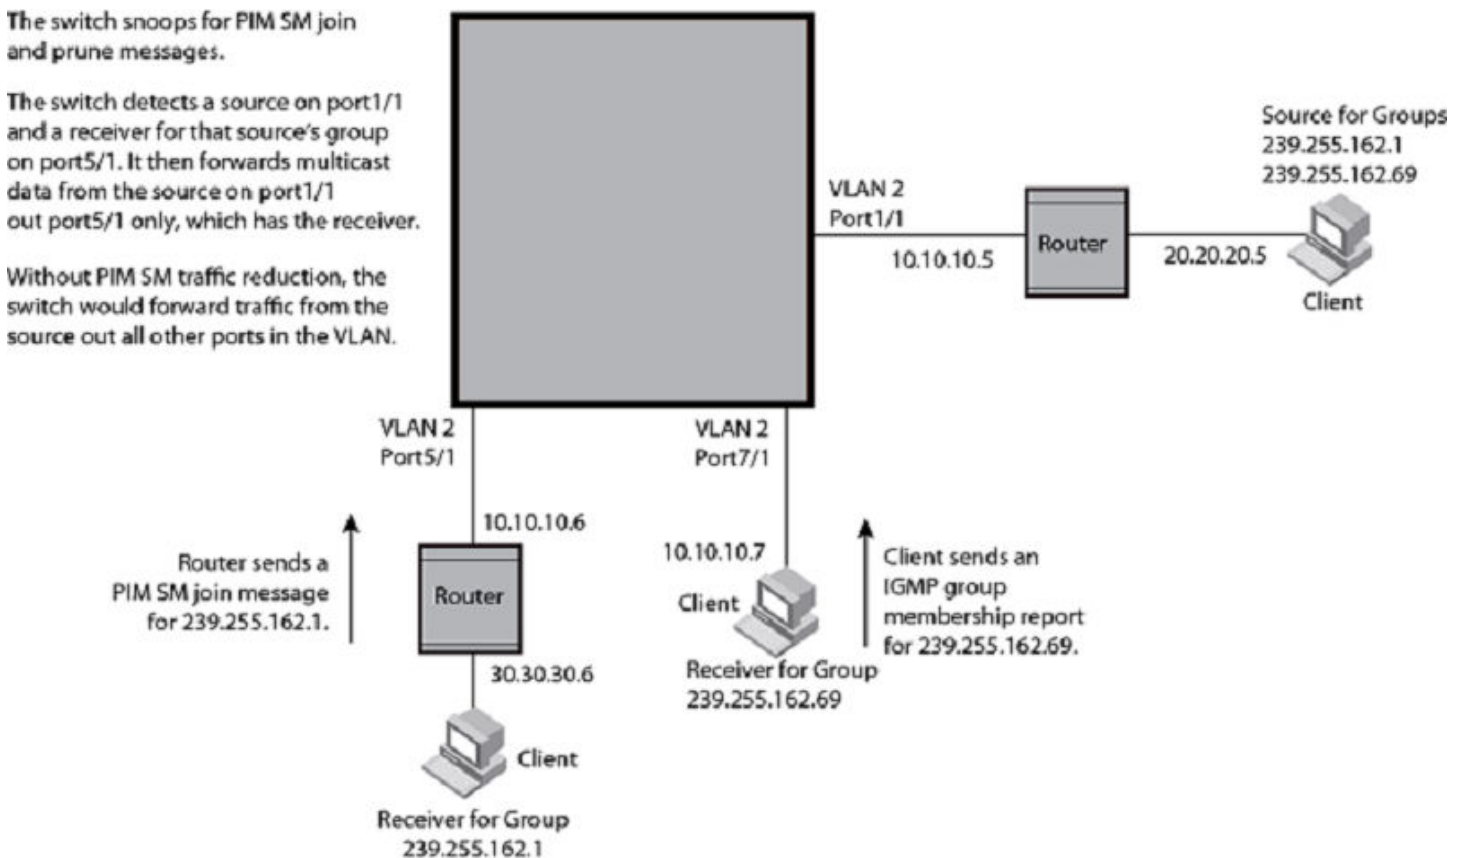 The switch snoops for PIM SM join
and prune messages.
The switch detects a source on port1/1
and a receiver for that source's group
on port5/1. It then forwards multicast
data from the source on port1/1
out port5/1 only, which has the receiver.
Without PIM SM traffic reduction, the
switch would forward traffic from the
source out all other ports in the VLAN.
Source for Groups
239.255.162.1
239.255.162.69
VLAN 2
Port1/1
10.10.10.5
Router
20.20.20.5
Client
VLAN 2
Port5/1
VLAN 2
Port7/1
10.10.10.6
Router sends a
PIM SM join message
for 239.255.162.1.
Router
30.30.30.6
Client
Receiver for Group
239.255.162.1
10.10.10.7
Client
Receiver for Group
239.255.162.69
Client sends an
IGMP group
membership report
for 239.255.162.69.